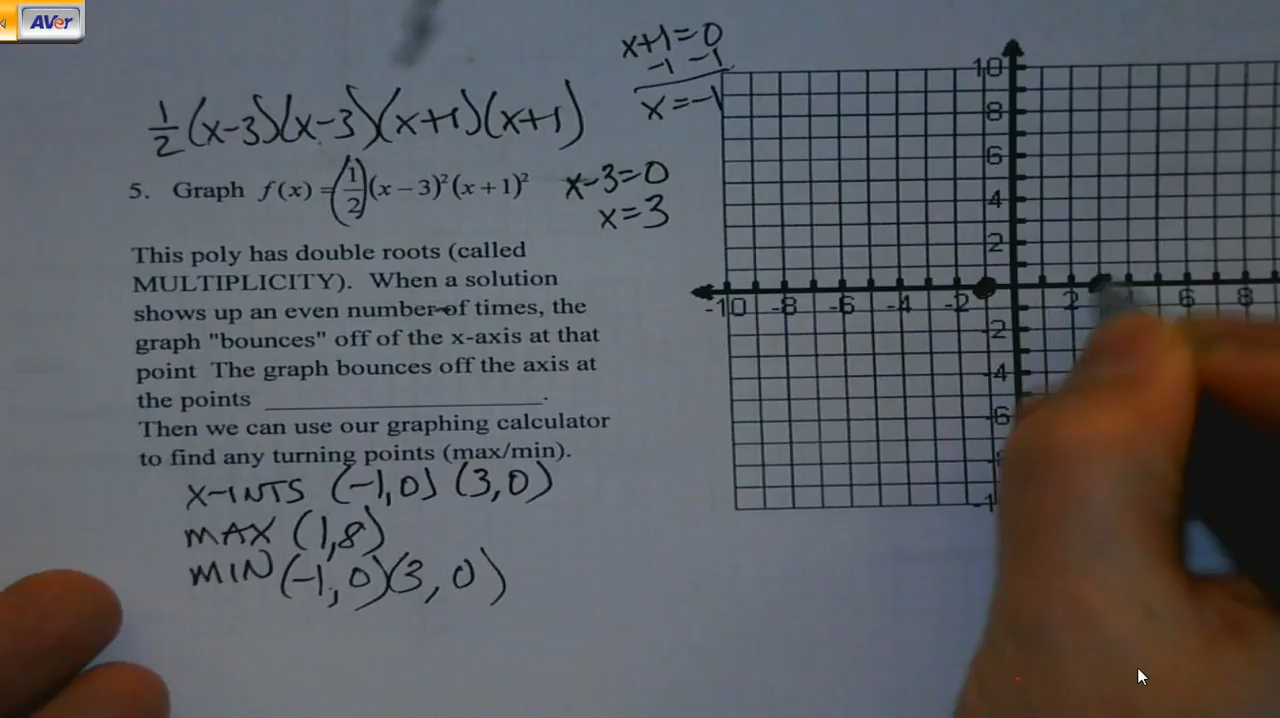 AVer
x+1=0
-1 -1
x=-1
1/2(x-3)(x-3)(x+1)(x+1)
5. Graph f(x)=(1/2)(x-3)²(x+1)²
x-3=0
x=3
This poly has double roots (called
MULTIPLICITY). When a solution
shows up an even number of times, the
graph "bounces" off of the x-axis at that
point The graph bounces off the axis at
the points ____________________.
Then we can use our graphing calculator
to find any turning points (max/min).
X-INTS (-1,0) (3,0)
MAX (1,8)
MIN (-1,0)(3,0)
10
8
6
4
2
-10 -8 -6 -4 -2 2 6 8
-2
-4
-6